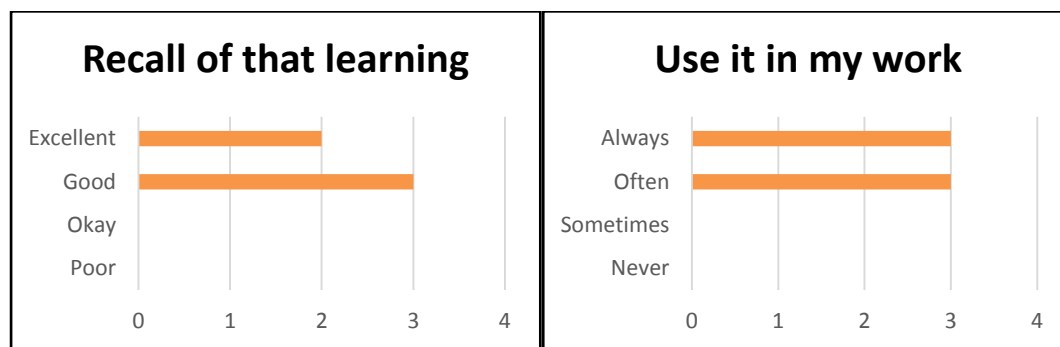 Recall of that learning
Excellent
Good
Okay
Poor
0 1 2 3 4
Use it in my work
Always
Often
Sometimes
Never
0 1 2 3 4